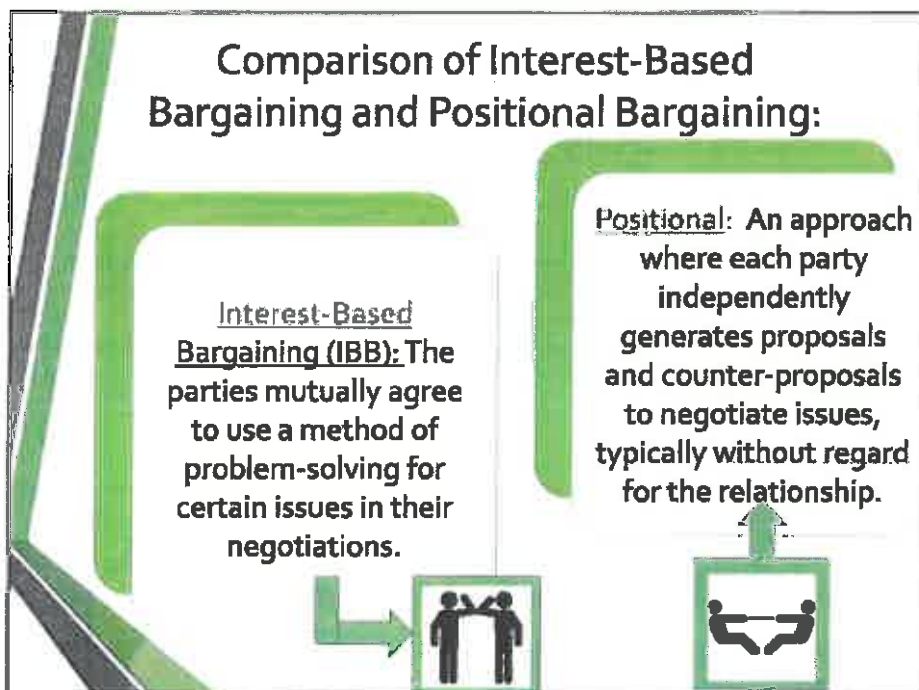 Comparison of Interest-Based
Bargaining and Positional Bargaining:
Interest-Based
Bargaining (IBB): The
parties mutually agree
to use a method of
problem-solving for
certain issues in their
negotiations.
Positional: An approach
where each party
independently
generates proposals
and counter-proposals
to negotiate issues,
typically without regard
for the relationship.